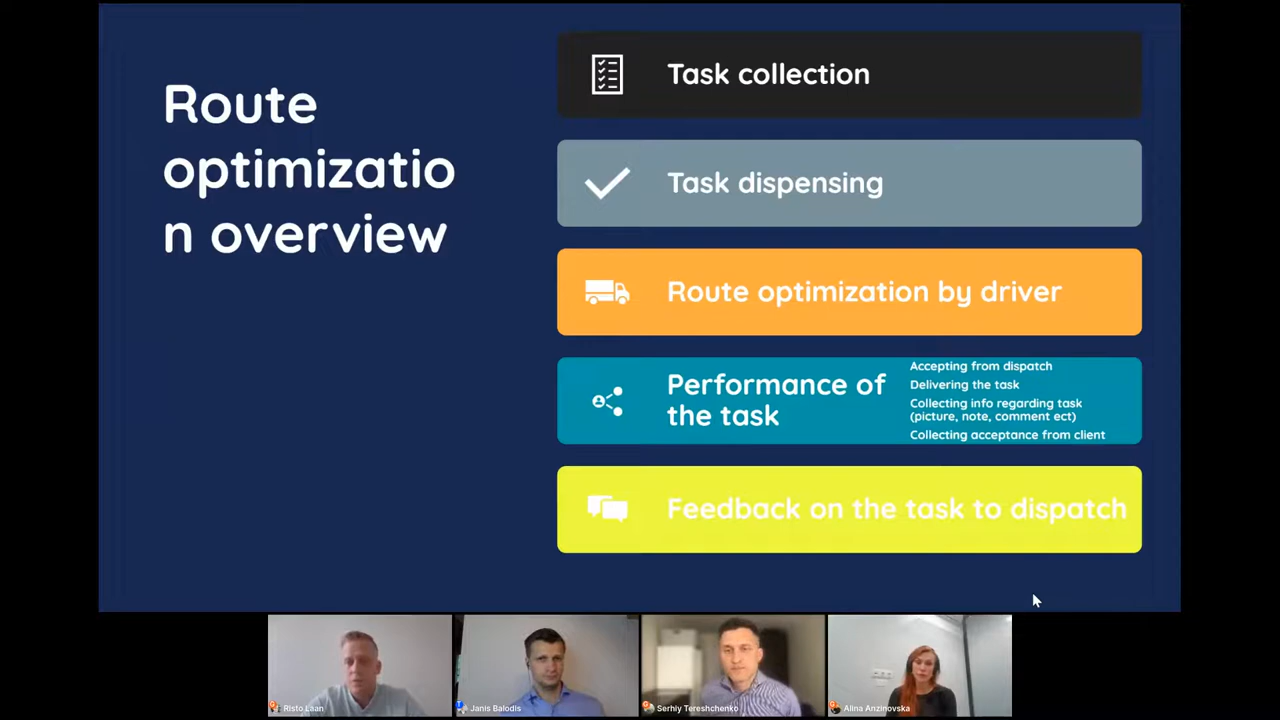 Route
optimizatio
n overview
Task collection
Task dispensing
Route optimization by driver
Performance of
the task
Accepting from dispatch
Delivering the task
Collecting info regarding task
(picture, note, comment ect)
Collecting acceptance from client
Feedback on the task to dispatch
Risto Laan
Janis Balodis
Serhiy Tereshchenko
Alina Anzinovska